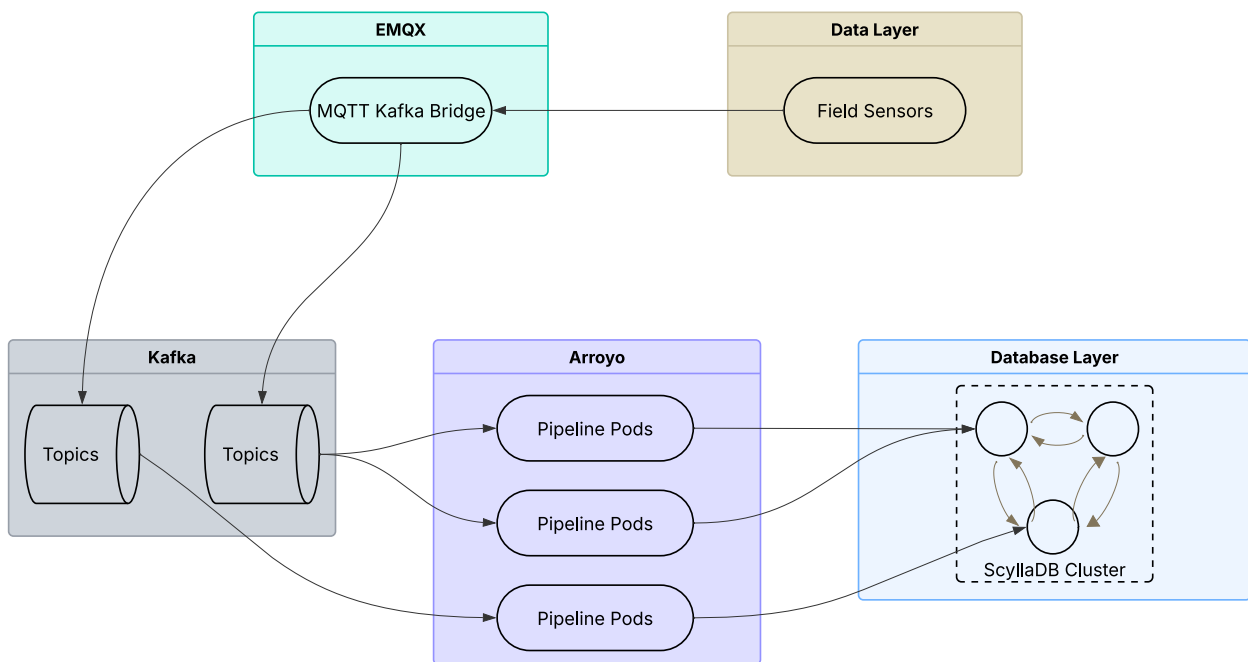 EMQX
MQTT Kafka Bridge
Data Layer
Field Sensors
Kafka
Topics
Topics
Arroyo
Pipeline Pods
Pipeline Pods
Pipeline Pods
Database Layer
ScyllaDB Cluster